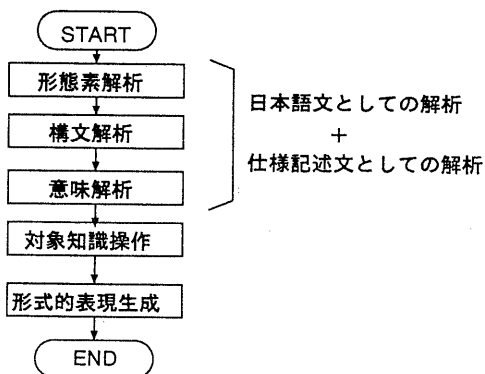 START
形態素解析
構文解析
意味解析
対象知識操作
形式的表現生成
END
日本語文としての解析
+
仕様記述文としての解析